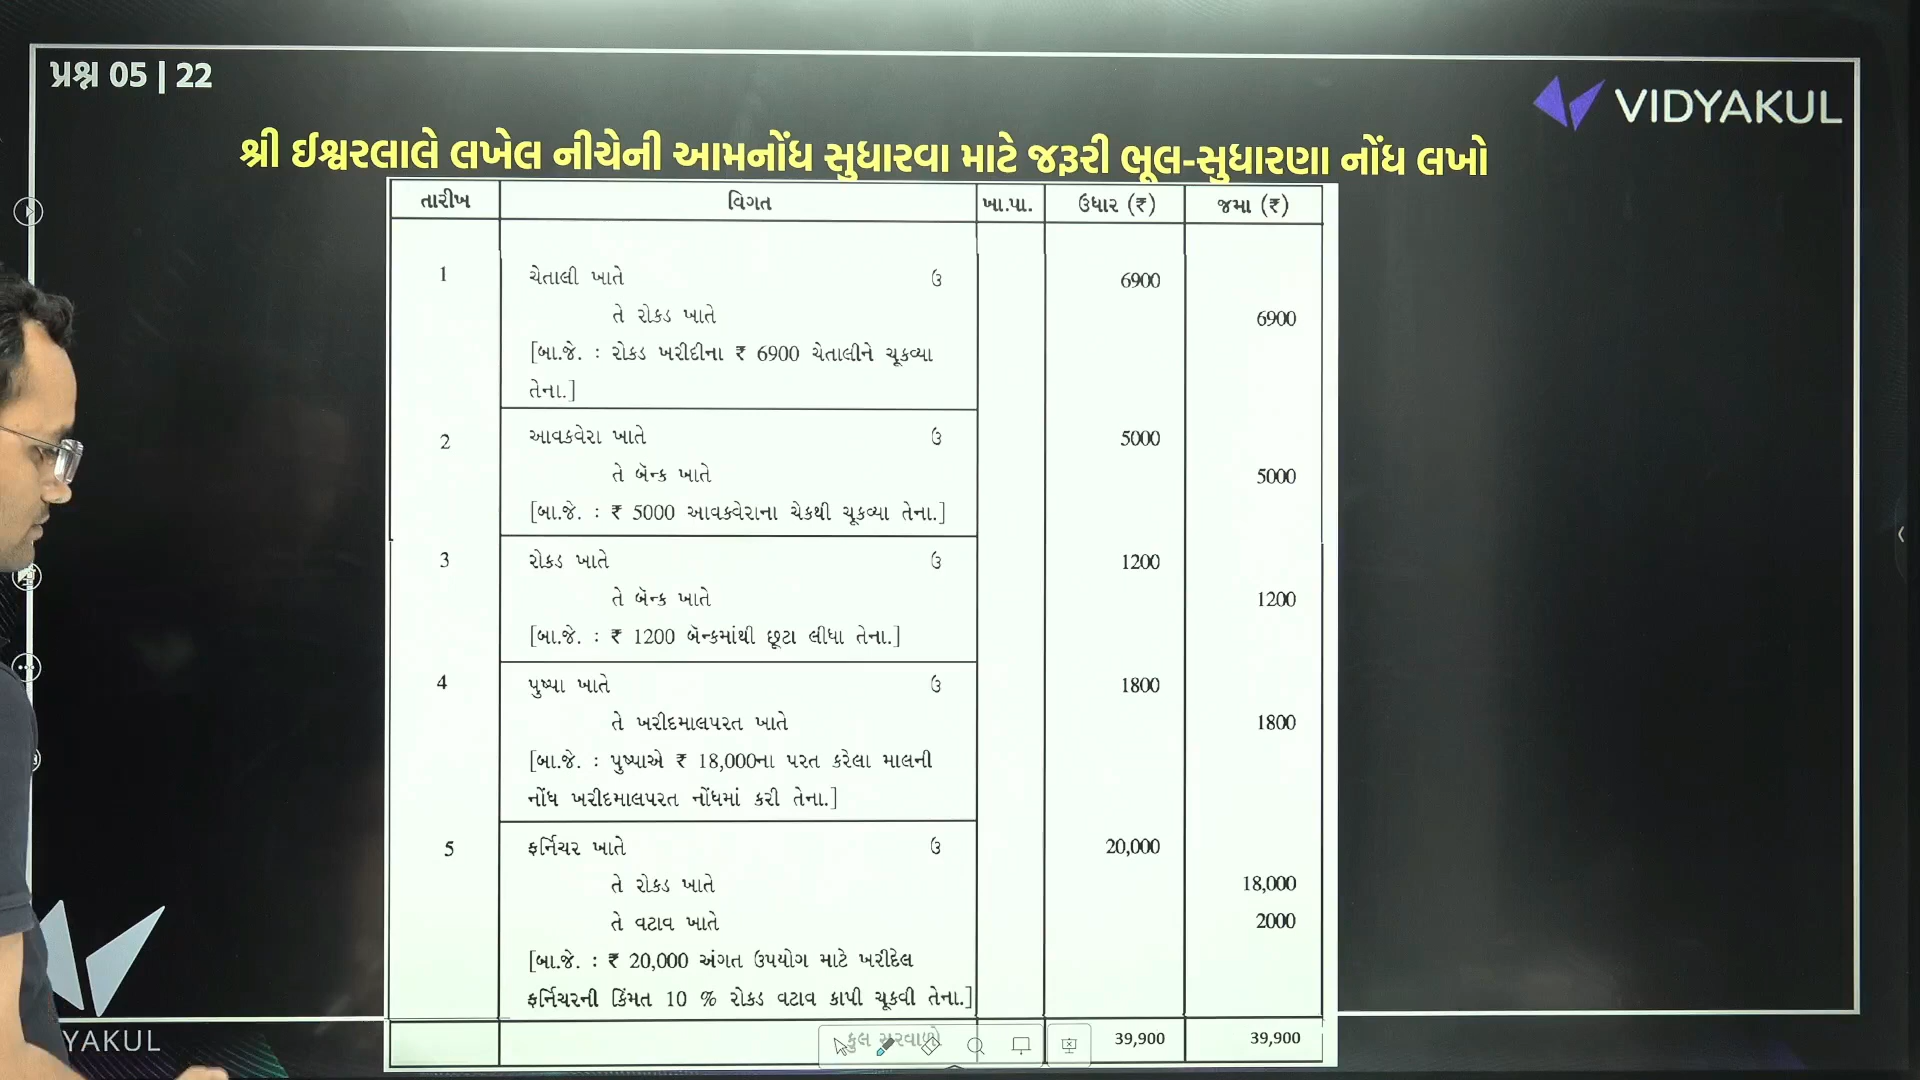 પ્રશ્ન 05 | 22
VIDYAKUL
શ્રી ઈશ્વરલાલે લખેલ નીચેની આમનોંધ સુધારવા માટે જરૂરી ભૂલ-સુધારણા નોંધ લખો
તારીખ વિગત ખા.પા. ઉધાર (₹) જમા (₹)
1 ચેતાલી ખાતે ઉ 6900
તે રોકડ ખાતે 6900
[બા.જે. : રોકડ ખરીદીના ₹ 6900 ચેતાલીને ચૂકવ્યા
તેના.]
2 આવકવેરા ખાતે ઉ 5000
તે બૅન્ક ખાતે 5000
[બા.જે. : ₹ 5000 આવકવેરાના ચેકથી ચૂકવ્યા તેના.]
3 રોકડ ખાતે ઉ 1200
તે બૅન્ક ખાતે 1200
[બા.જે. : ₹ 1200 બૅન્કમાંથી છૂટા લીધા તેના.]
4 પુષ્પા ખાતે ઉ 1800
તે ખરીદમાલપરત ખાતે 1800
[બા.જે. : પુષ્પાએ ₹ 18,000ના પરત કરેલા માલની
નોંધ ખરીદમાલપરત નોંધમાં કરી તેના.]
5 ફર્નિચર ખાતે ઉ 20,000
તે રોકડ ખાતે 18,000
તે વટાવ ખાતે 2000
[બા.જે. : ₹ 20,000 અંગત ઉપયોગ માટે ખરીદેલ
ફર્નિચરની કિંમત 10 % રોકડ વટાવ કાપી ચૂકવી તેના.]
કુલ સરવાળો 39,900 39,900
YAKUL